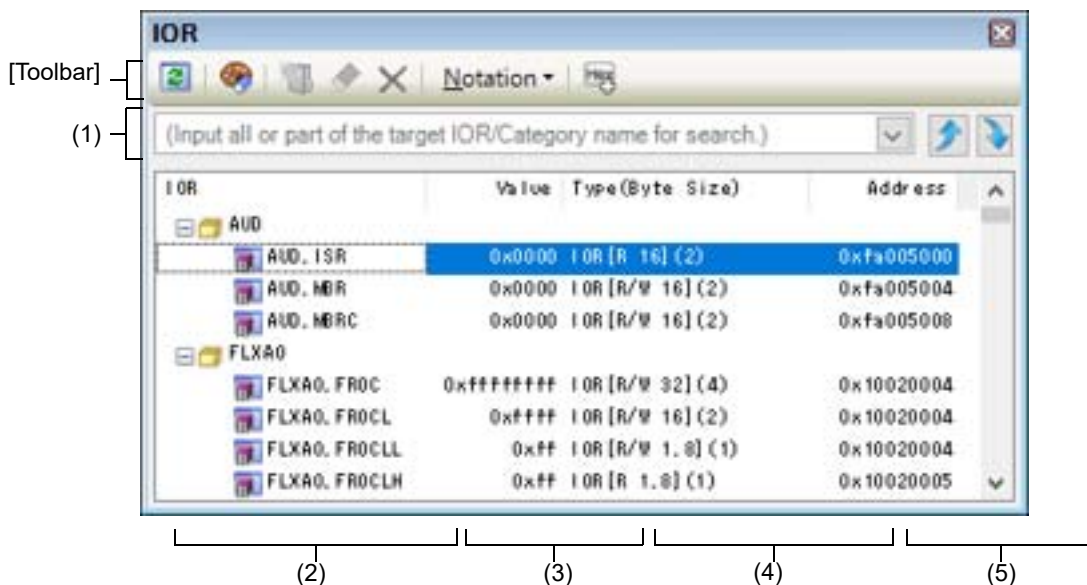 IOR
[Toolbar]
Notation
HEX
(1)
(Input all or part of the target IOR/Category name for search.)
IOR Value Type(Byte Size) Address
AUD
AUD.ISR 0x0000 IOR[R 16](2) 0xfa005000
AUD.MBR 0x0000 IOR[R/W 16](2) 0xfa005004
AUD.MBRC 0x0000 IOR[R/W 16](2) 0xfa005008
FLXA0
FLXA0.FROC 0xffffffff IOR[R/W 32](4) 0x10020004
FLXA0.FROCL 0xffff IOR[R/W 16](2) 0x10020004
FLXA0.FROCLL 0xff IOR[R/W 1.8](1) 0x10020004
FLXA0.FROCLH 0xff IOR[R 1.8](1) 0x10020005
(2) (3) (4) (5)